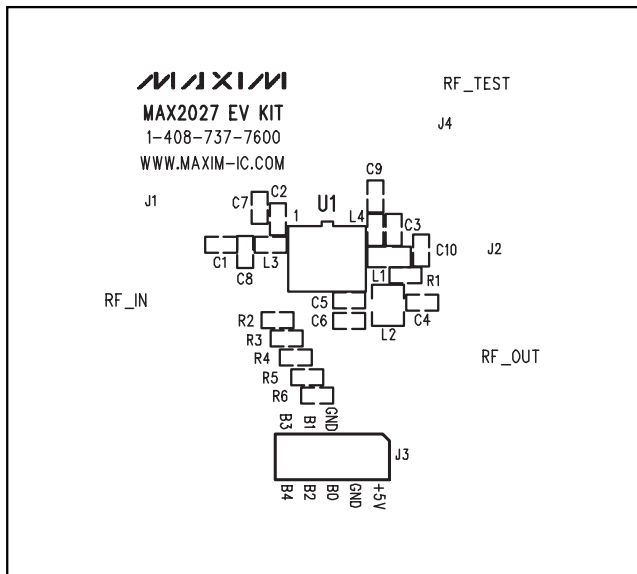 MAXIM
RF_TEST
MAX2027 EV KIT
J4
1-408-737-7600
WWW.MAXIM-IC.COM
C9
J1
C7
C2
U1
L4
1
C3
C1
C8
L3
L1
C10
J2
R1
RF_IN
C5
C4
R2
C6
L2
R3
R4
RF_OUT
R5
R6
B3
B1
GND
J3
B4
B2
B0
GND
+5V